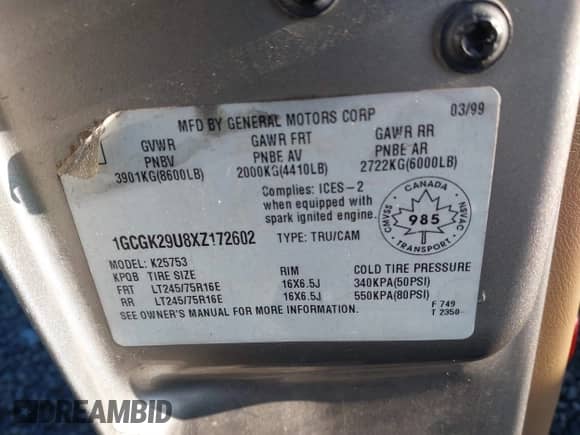 MFD BY GENERAL MOTORS CORP 03/99
GVWR GAWR FRT GAWR RR
PNBV PNBE AV PNBE AR
3901KG(8600LB) 2000KG(4410LB) 2722KG(6000LB)
Complies: ICES-2
when equipped with
spark ignited engine.
CANADA
CMVSS 985 NSVAC
TRANSPORT
1GCGK29U8XZ172602 TYPE: TRU/CAM
MODEL: K25753
KPQB TIRE SIZE RIM COLD TIRE PRESSURE
FRT LT245/75R16E 16X6.5J 340KPA(50PSI)
RR LT245/75R16E 16X6.5J 550KPA(80PSI)
SEE OWNER'S MANUAL FOR MORE INFORMATION.
F 749
T 2350
DREAMBID